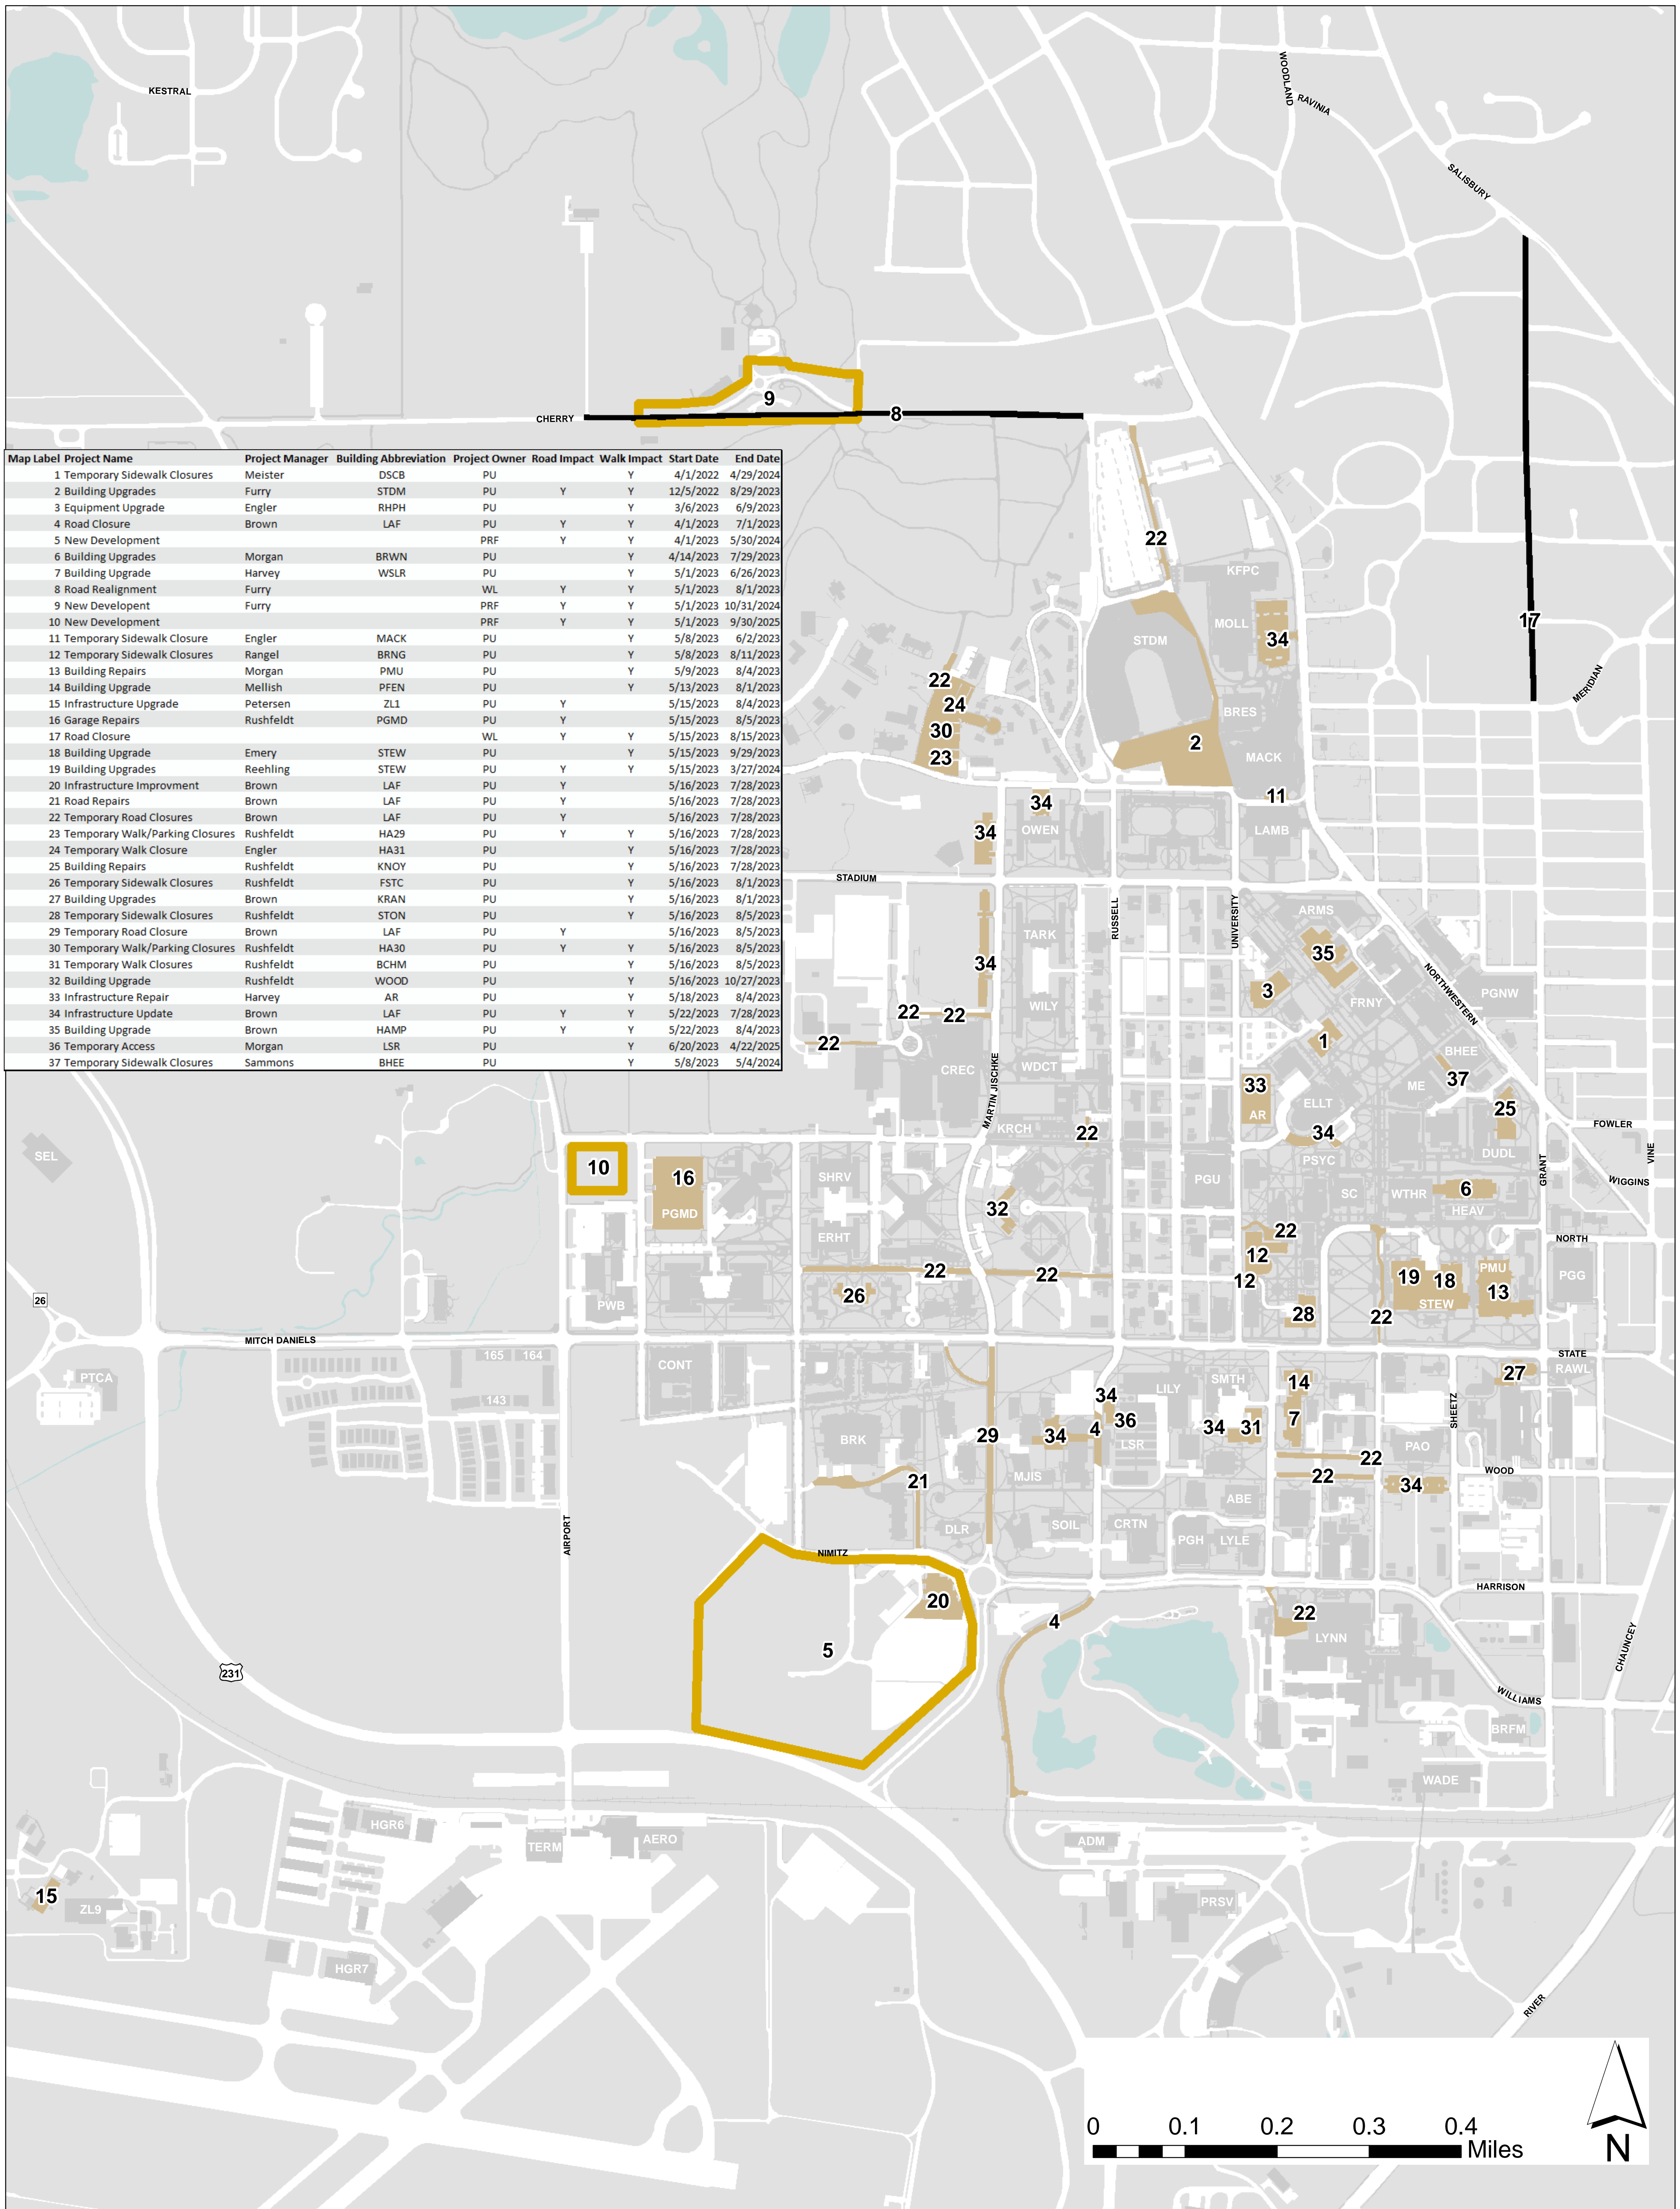 KESTRAL
WOODLAND
RAVINIA
SALISBURY
CHERRY
9
8
Map Label Project Name Project Manager Building Abbreviation Project Owner Road Impact Walk Impact Start Date End Date
1 Temporary Sidewalk Closures Meister DSCB PU Y 4/1/2022 4/29/2024
2 Building Upgrades Furry STDM PU Y Y 12/5/2022 8/29/2023
3 Equipment Upgrade Engler RHPH PU Y 3/6/2023 6/9/2023
4 Road Closure Brown LAF PU Y Y 4/1/2023 7/1/2023
5 New Development PRF Y Y 4/1/2023 5/30/2024
6 Building Upgrades Morgan BRWN PU Y 4/14/2023 7/29/2023
7 Building Upgrade Harvey WSLR PU Y 5/1/2023 6/26/2023
8 Road Realignment Furry WL Y Y 5/1/2023 8/1/2023
9 New Developent Furry PRF Y Y 5/1/2023 10/31/2024
10 New Development PRF Y Y 5/1/2023 9/30/2025
11 Temporary Sidewalk Closure Engler MACK PU Y 5/8/2023 6/2/2023
12 Temporary Sidewalk Closures Rangel BRNG PU Y 5/8/2023 8/11/2023
13 Building Repairs Morgan PMU PU Y 5/9/2023 8/4/2023
14 Building Upgrade Mellish PFEN PU Y 5/13/2023 8/1/2023
15 Infrastructure Upgrade Petersen ZL1 PU Y 5/15/2023 8/4/2023
16 Garage Repairs Rushfeldt PGMD PU Y 5/15/2023 8/5/2023
17 Road Closure WL Y Y 5/15/2023 8/15/2023
18 Building Upgrade Emery STEW PU Y 5/15/2023 9/29/2023
19 Building Upgrades Reehling STEW PU Y Y 5/15/2023 3/27/2024
20 Infrastructure Improvment Brown LAF PU Y 5/16/2023 7/28/2023
21 Road Repairs Brown LAF PU Y 5/16/2023 7/28/2023
22 Temporary Road Closures Brown LAF PU Y 5/16/2023 7/28/2023
23 Temporary Walk/Parking Closures Rushfeldt HA29 PU Y Y 5/16/2023 7/28/2023
24 Temporary Walk Closure Engler HA31 PU Y 5/16/2023 7/28/2023
25 Building Repairs Rushfeldt KNOY PU Y 5/16/2023 7/28/2023
26 Temporary Sidewalk Closures Rushfeldt FSTC PU Y 5/16/2023 8/1/2023
27 Building Upgrades Brown KRAN PU Y 5/16/2023 8/1/2023
28 Temporary Sidewalk Closures Rushfeldt STON PU Y 5/16/2023 8/5/2023
29 Temporary Road Closure Brown LAF PU Y 5/16/2023 8/5/2023
30 Temporary Walk/Parking Closures Rushfeldt HA30 PU Y Y 5/16/2023 8/5/2023
31 Temporary Walk Closures Rushfeldt BCHM PU Y 5/16/2023 8/5/2023
32 Building Upgrade Rushfeldt WOOD PU Y 5/16/2023 10/27/2023
33 Infrastructure Repair Harvey AR PU Y 5/18/2023 8/4/2023
34 Infrastructure Update Brown LAF PU Y Y 5/22/2023 7/28/2023
35 Building Upgrade Brown HAMP PU Y Y 5/22/2023 8/4/2023
36 Temporary Access Morgan LSR PU Y 6/20/2023 4/22/2025
37 Temporary Sidewalk Closures Sammons BHEE PU Y 5/8/2023 5/4/2024
22
KFPC
MOLL
34
17
STDM
22
24
30
23
BRES
2
MACK
MERIDIAN
11
34
OWEN
34
LAMB
STADIUM
RUSSELL
UNIVERSITY
ARMS
35
TARK
34
3
FRNY
NORTHWESTERN
PGNW
WILY
22
22
22
1
BHEE
37
CREC
WDCT
MARTIN JISCHKE
33
AR
ELLT
ME
25
KRCH
22
34
DUDL
FOWLER
VINE
SEL
10
16
PGMD
SHRV
PSYC
PGU
SC
WTHR
6
HEAV
GRANT
WIGGINS
32
ERHT
22
12
12
NORTH
22
22
26
19
18
STEW
PMU
13
PGG
28
22
PWB
26
MITCH DANIELS
STATE
165
164
PTCA
143
CONT
LILY
SMTH
14
27
RAWL
34
36
4
LSR
34
31
7
SHEETZ
BRK
29
34
PAO
22
22
WOOD
34
MJIS
21
ABE
AIRPORT
DLR
SOIL
CRTN
PGH
LYLE
NIMITZ
HARRISON
20
4
22
LYNN
5
231
CHAUNCEY
WILLIAMS
BRFM
WADE
HGR6
TERM
AERO
ADM
15
ZL9
PRSV
HGR7
RIVER
0 0.1 0.2 0.3 0.4
Miles
N